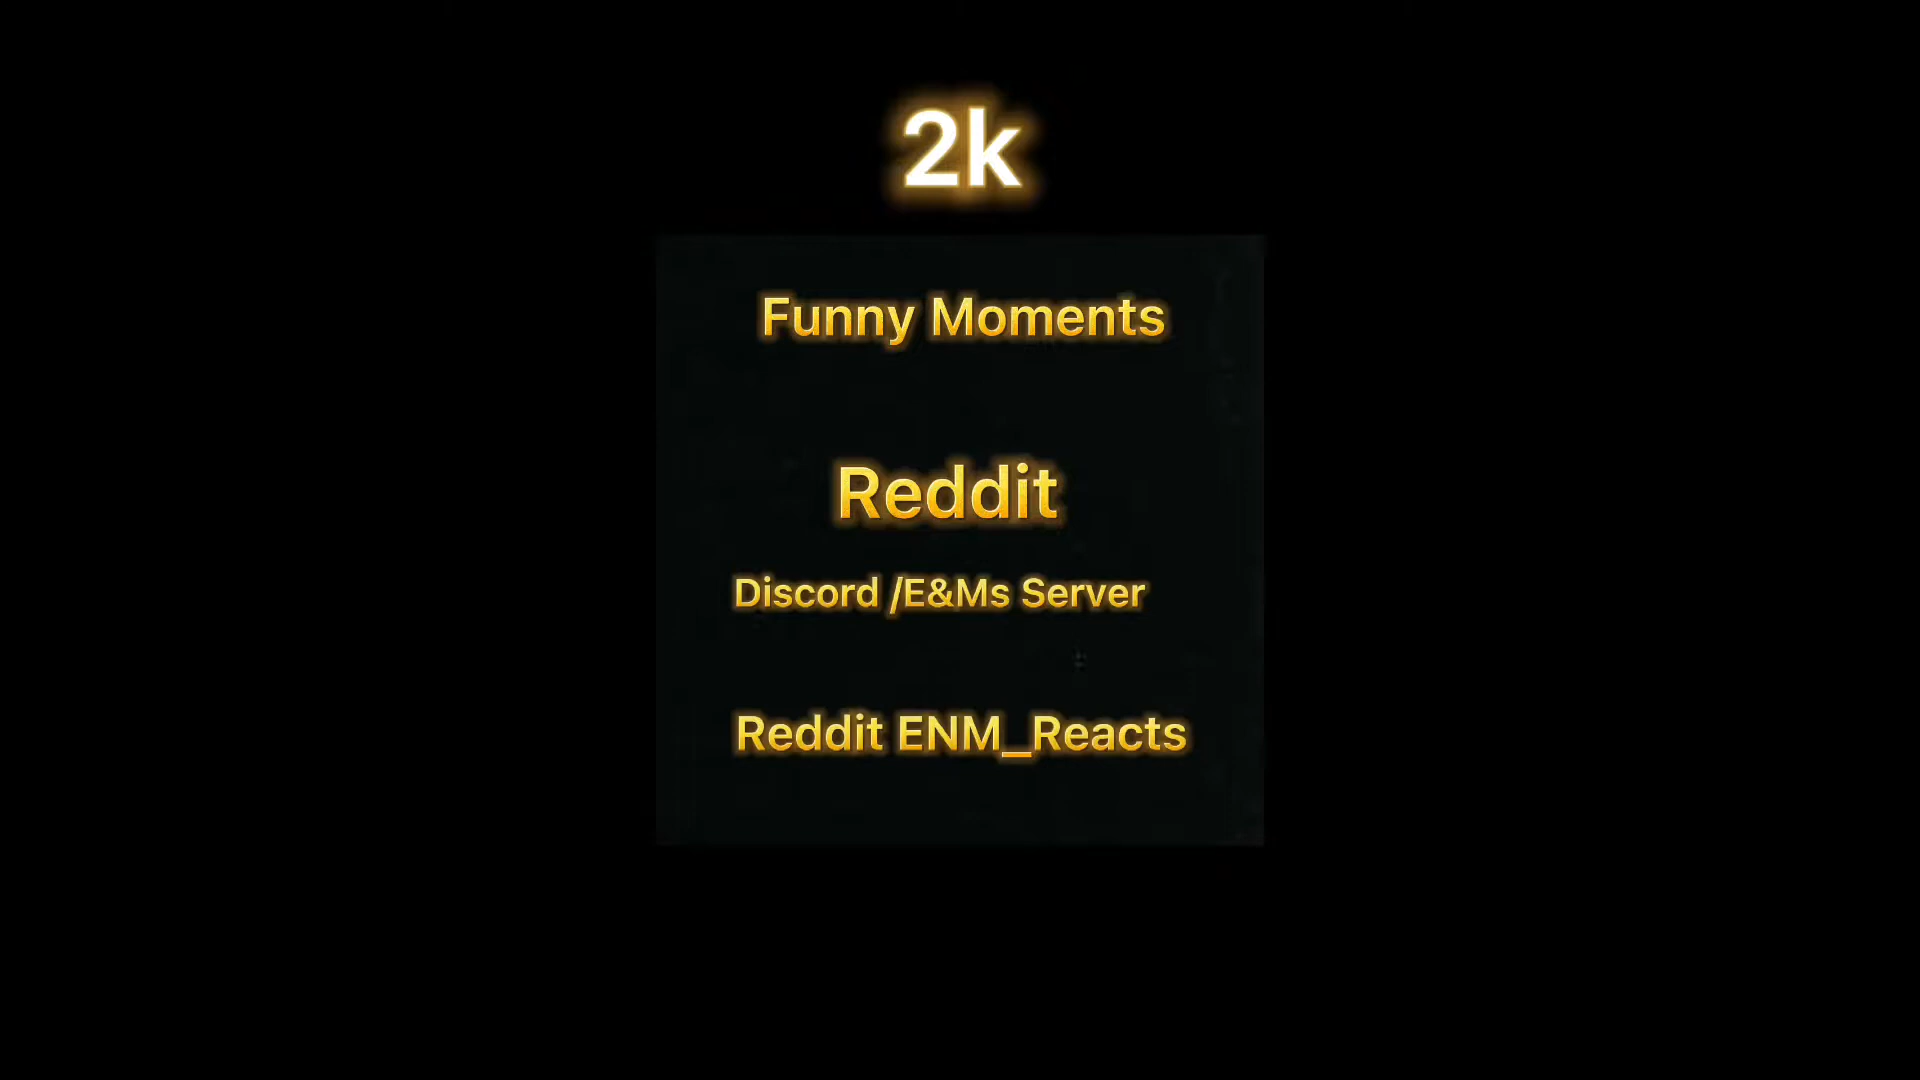 2k
Funny Moments
Reddit
Discord /E&Ms Server
Reddit ENM_Reacts